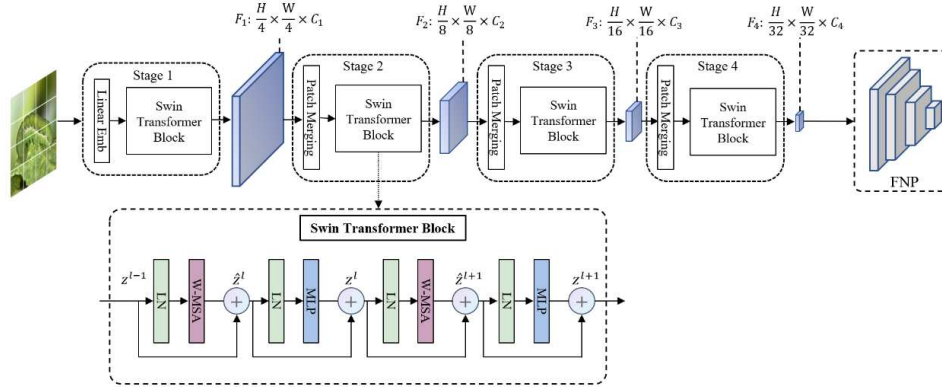 F₁: H/4 × W/4 × C₁
F₂: H/8 × W/8 × C₂
F₃: H/16 × W/16 × C₃
F₄: H/32 × W/32 × C₄
Stage 1
Stage 2
Stage 3
Stage 4
Linear Emb
Swin
Transformer
Block
Patch Merging
Swin
Transformer
Block
Patch Merging
Swin
Transformer
Block
Patch Merging
Swin
Transformer
Block
FNP
Swin Transformer Block
Z^{l-1}
LN
W-MSA
Ẑ^l
LN
MLP
Z^l
LN
W-MSA
Ẑ^{l+1}
LN
MLP
Z^{l+1}